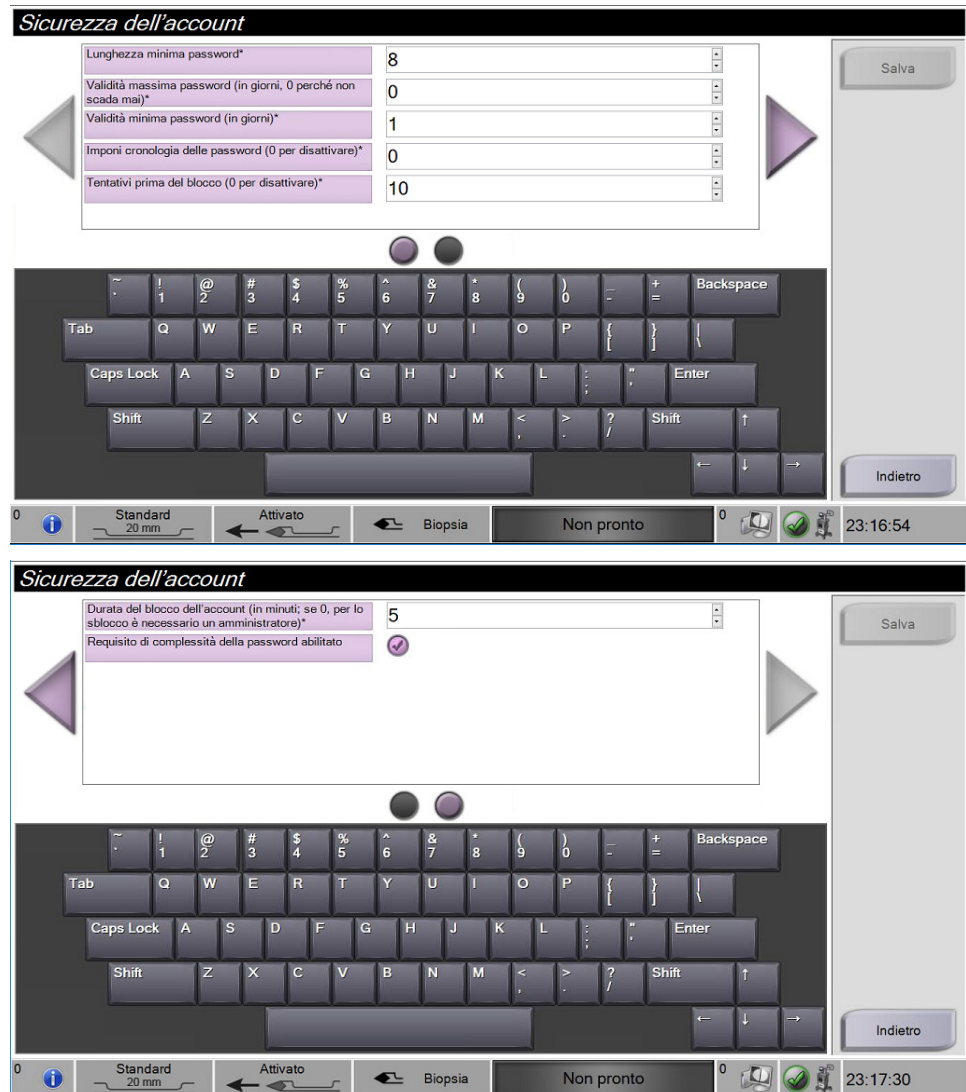 Sicurezza dell'account
Lunghezza minima password*
8
Salva
Validità massima password (in giorni, 0 perché non
scada mai)*
0
Validità minima password (in giorni)*
1
Imponi cronologia delle password (0 per disattivare)*
0
Tentativi prima del blocco (0 per disattivare)*
10
~ ! @ # $ % ^ & * ( ) _ + Backspace
` 1 2 3 4 5 6 7 8 9 0 - =
Tab Q W E R T Y U I O P { } |
[ ] \
Caps Lock A S D F G H J K L : " Enter
; '
Shift Z X C V B N M < > ? Shift ↑
, . /
← ↓ →
Indietro
0 Standard Attivato Biopsia Non pronto 0 23:16:54
20 mm
Sicurezza dell'account
Durata del blocco dell'account (in minuti; se 0, per lo
sblocco è necessario un amministratore)*
5
Salva
Requisito di complessità della password abilitato
~ ! @ # $ % ^ & * ( ) _ + Backspace
` 1 2 3 4 5 6 7 8 9 0 - =
Tab Q W E R T Y U I O P { } |
[ ] \
Caps Lock A S D F G H J K L : " Enter
; '
Shift Z X C V B N M < > ? Shift ↑
, . /
← ↓ →
Indietro
0 Standard Attivato Biopsia Non pronto 0 23:17:30
20 mm